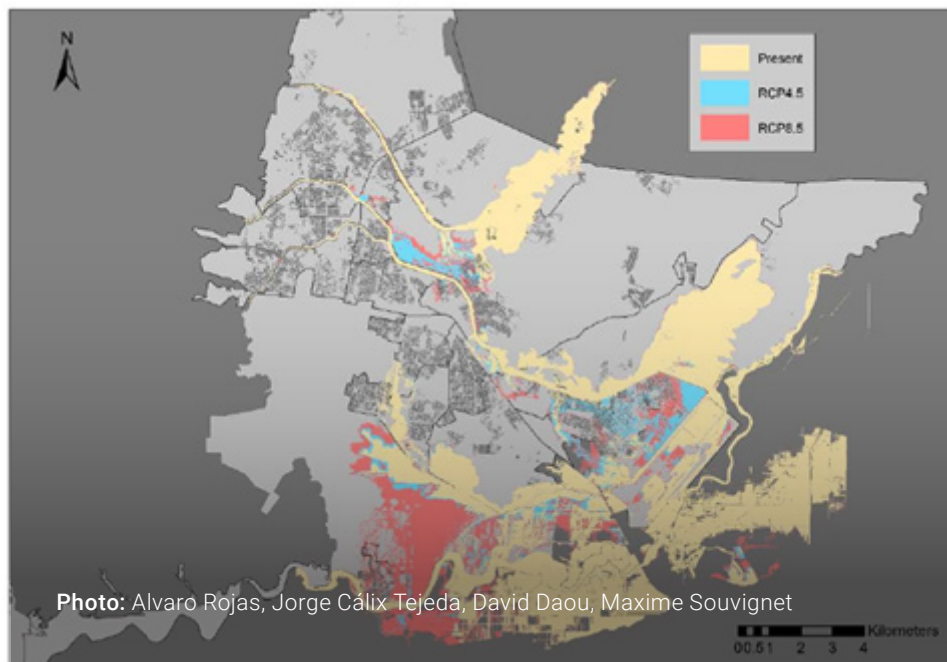 N
Present
RCP4.5
RCP8.5
Photo: Alvaro Rojas, Jorge Cálix Tejeda, David Daou, Maxime Souvignet
Kilometers
0 0.5 1 2 3 4